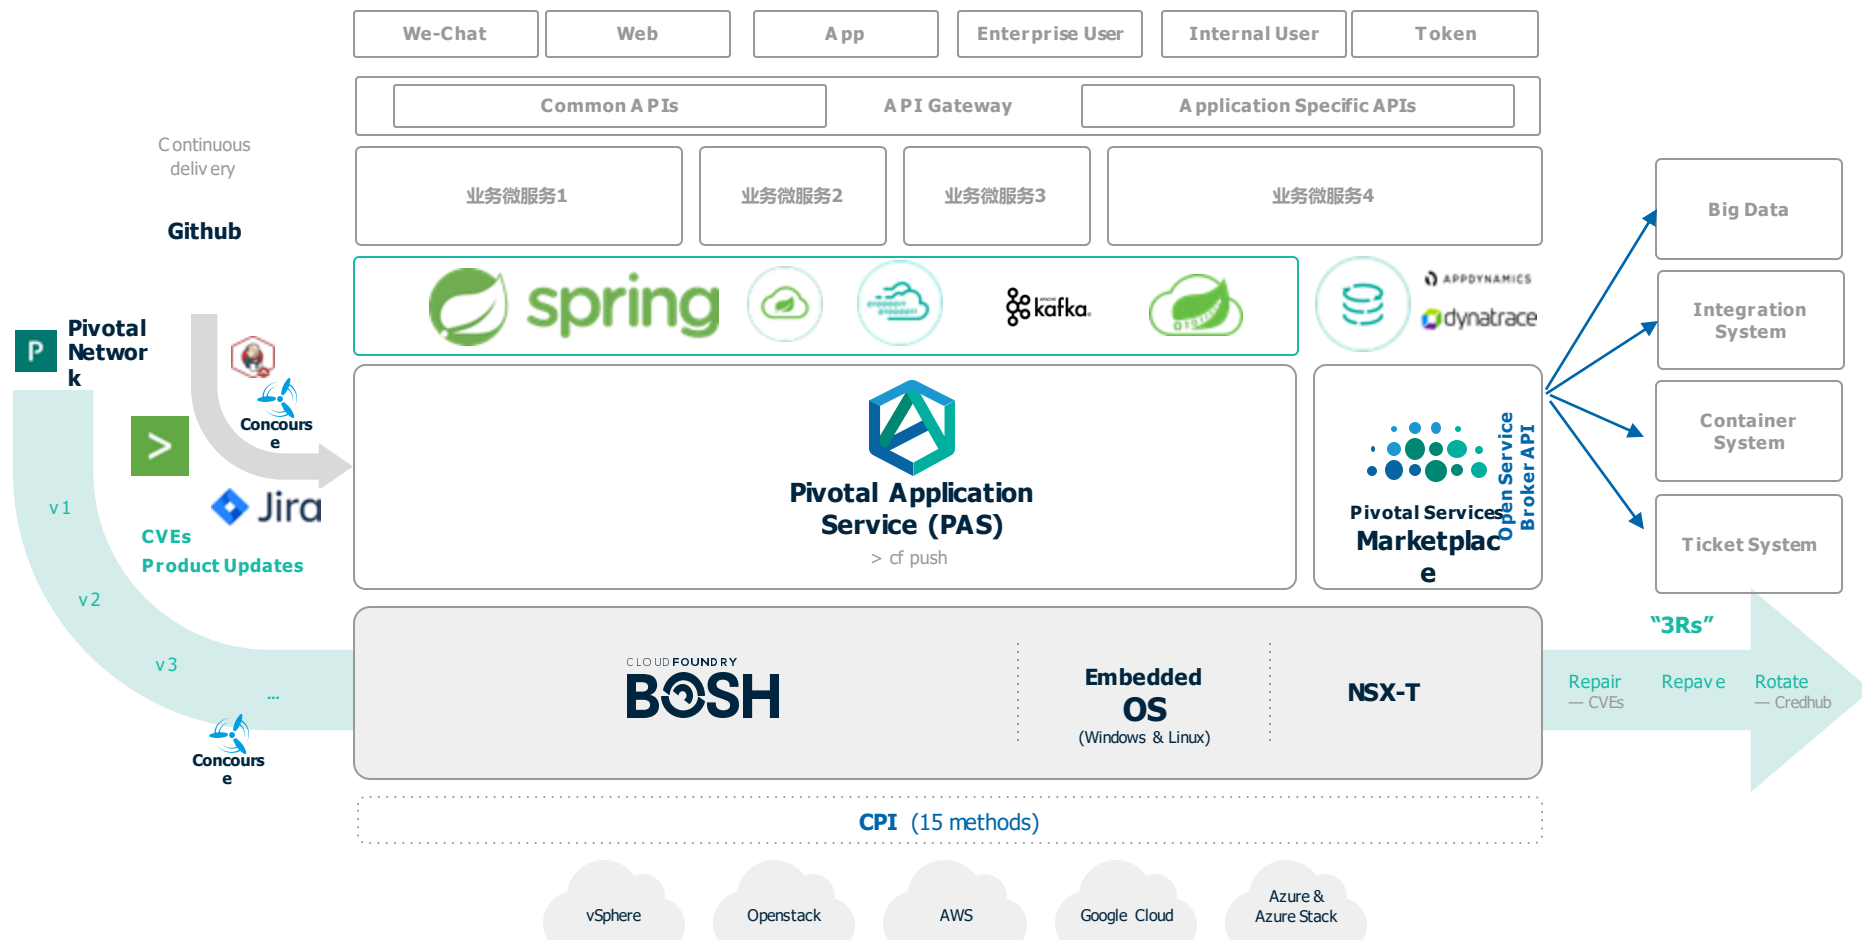 We-Chat
Web
App
Enterprise User
Internal User
Token
Common APIs
API Gateway
Application Specific APIs
Continuous
delivery
业务微服务1
业务微服务2
业务微服务3
业务微服务4
Github
Big Data
spring
APACHE
kafka
APPDYNAMICS
dynatrace
Integration
System
P
Pivotal
Networ
k
Concours
e
>
Jira
Container
System
Open Service
Broker API
Pivotal Application
Service (PAS)
> cf push
Pivotal Services
Marketplac
e
Ticket System
v1
CVEs
Product Updates
v2
v3
...
Concours
e
"3Rs"
CLOUDFOUNDRY
BOSH
Embedded
OS
(Windows & Linux)
NSX-T
Repair
— CVEs
Repave
Rotate
— Credhub
CPI (15 methods)
vSphere
Openstack
AWS
Google Cloud
Azure &
Azure Stack